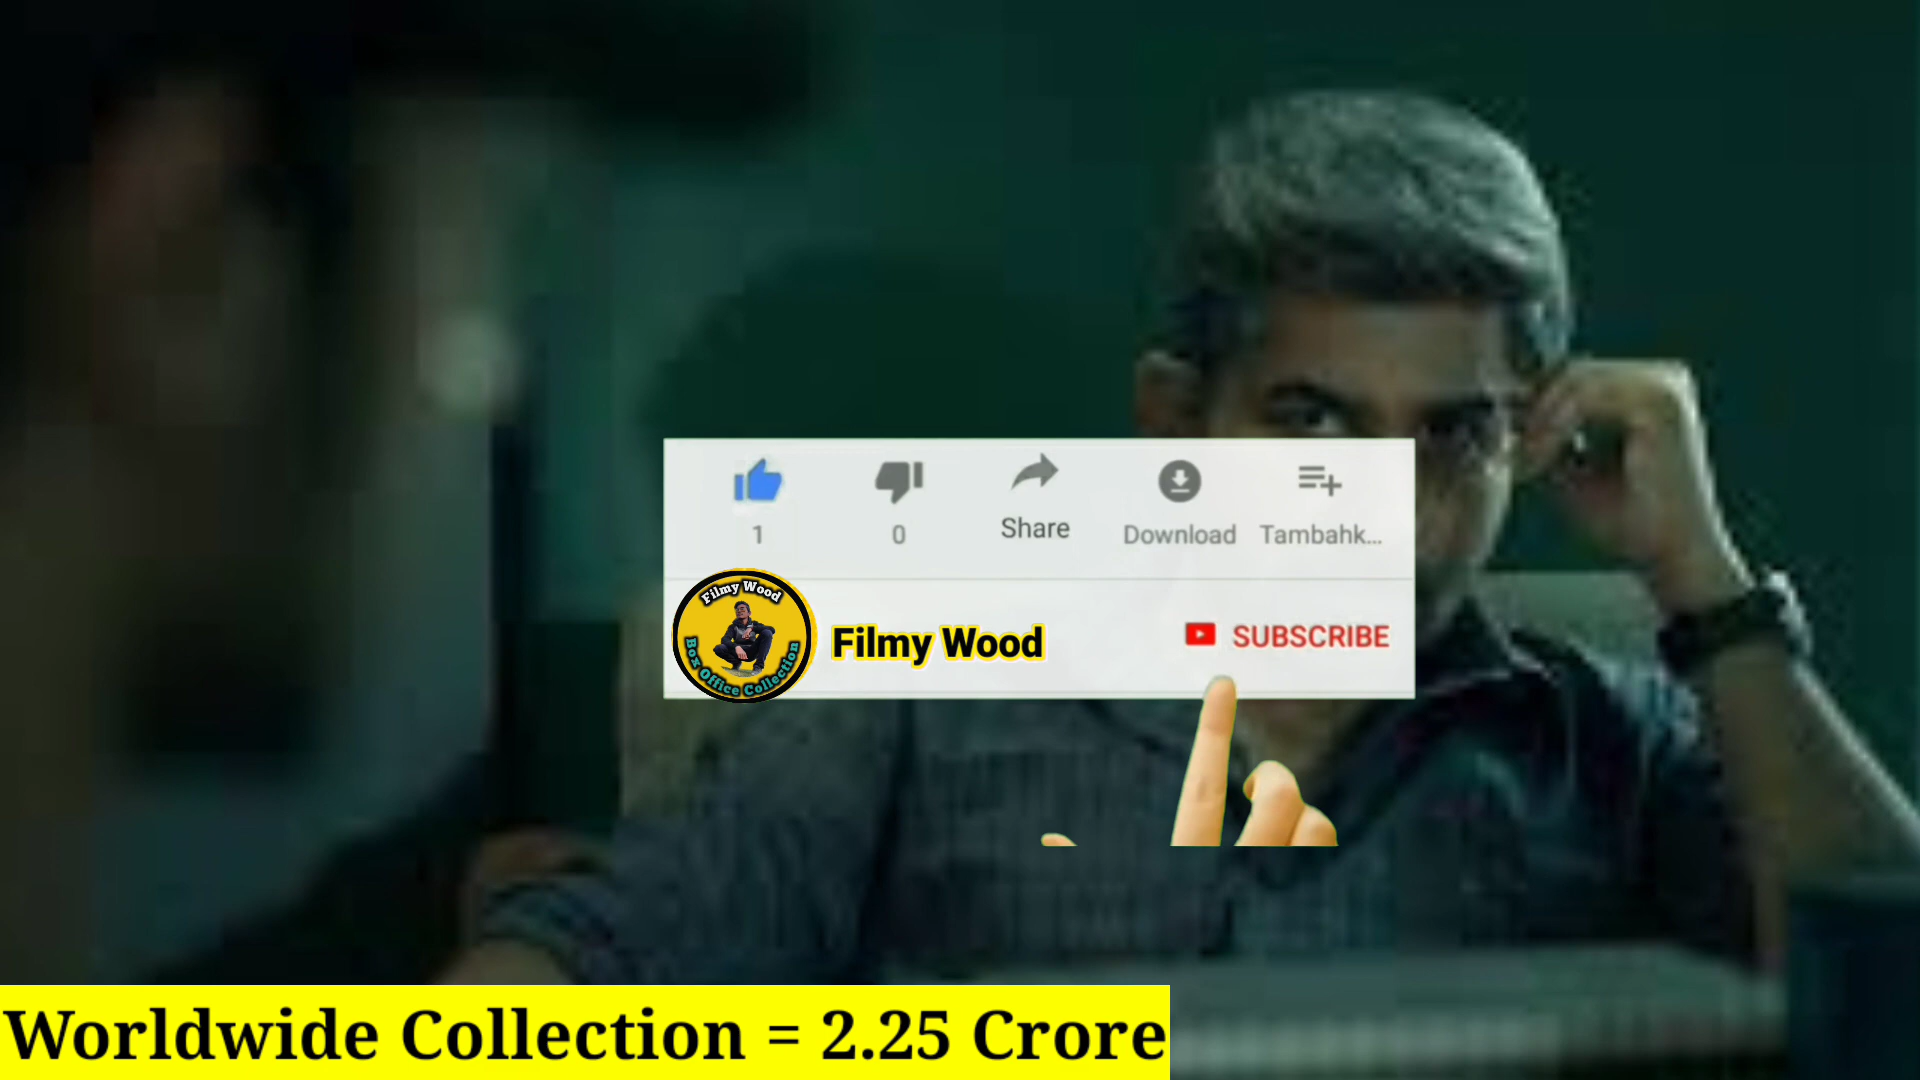 1
0
Share
Download
Tambahk...
Filmy Wood
Box Office Collection
Filmy Wood
SUBSCRIBE
Worldwide Collection = 2.25 Crore